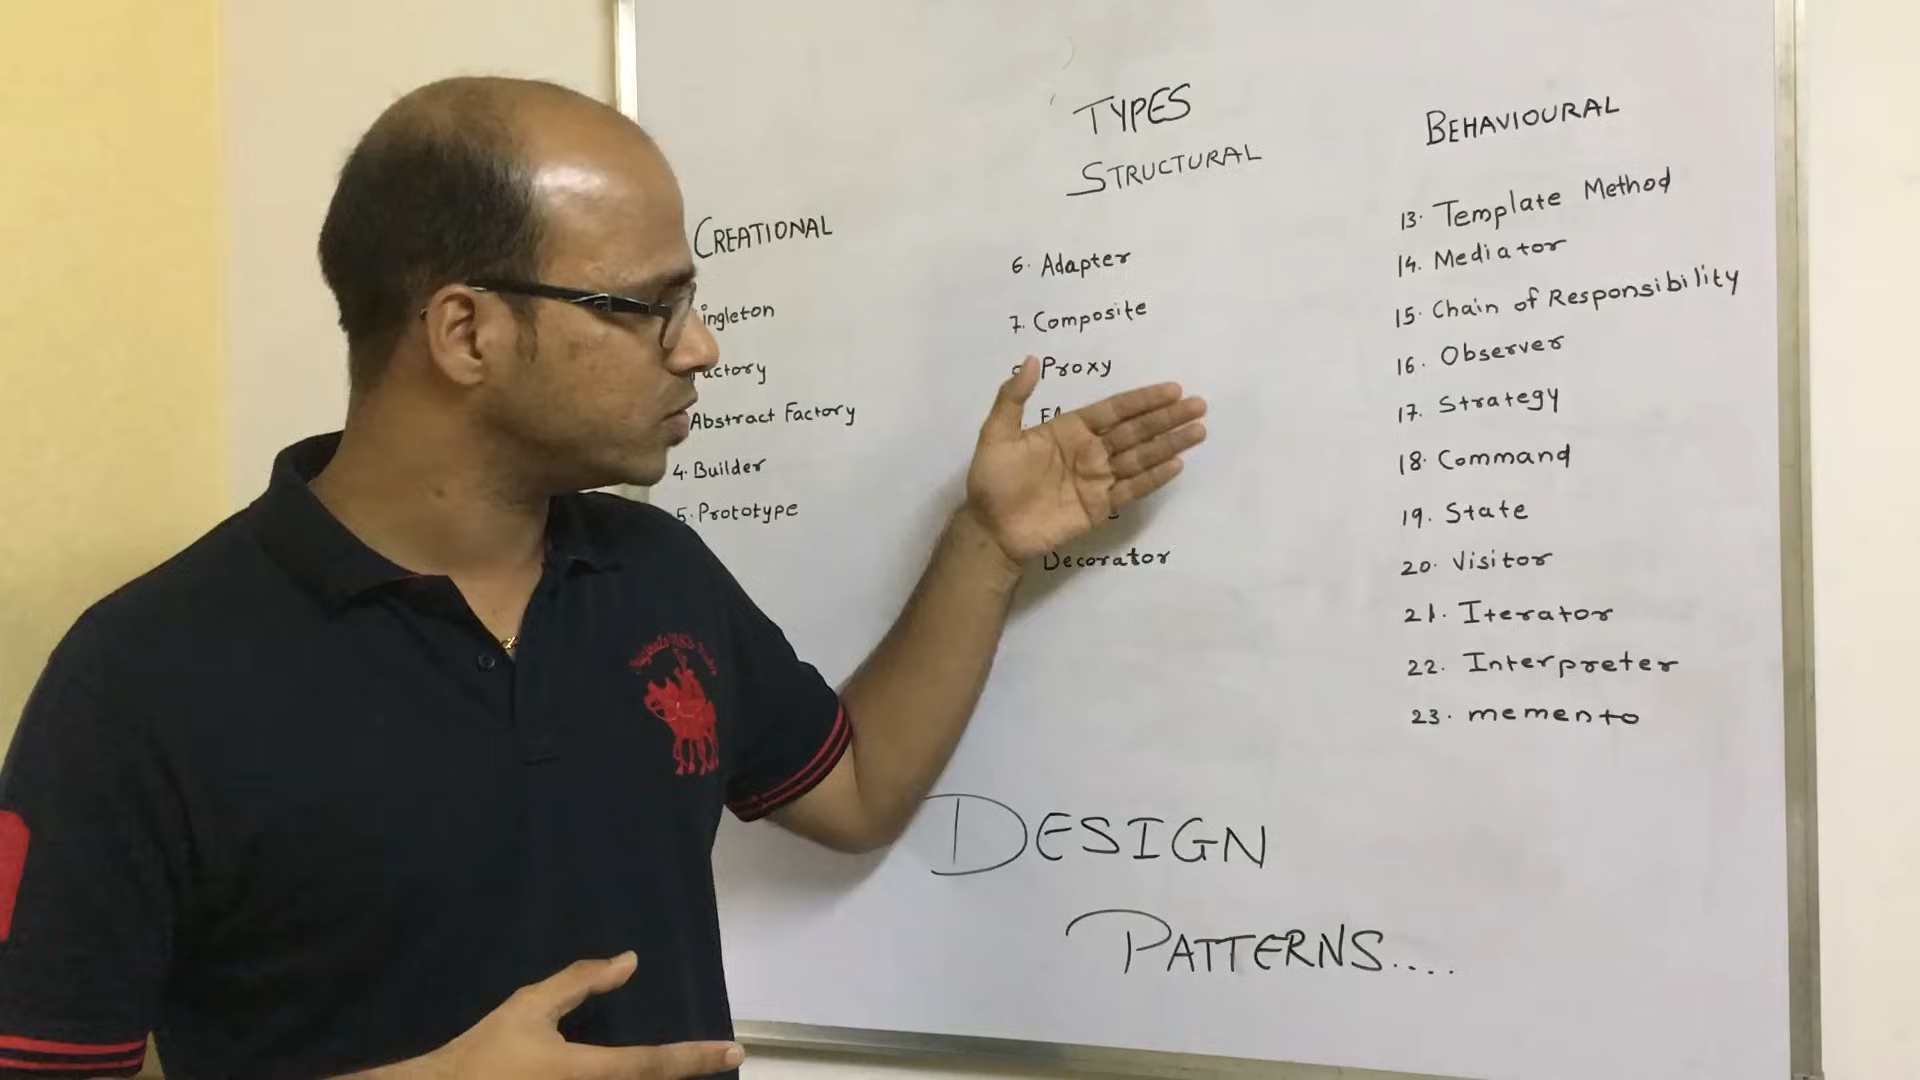 TYPES
CREATIONAL
ingleton
actory
Abstract Factory
4. Builder
5. Prototype
STRUCTURAL
6. Adapter
7. Composite
Proxy
Decorator
BEHAVIOURAL
13. Template Method
14. Mediator
15. Chain of Responsibility
16. Observer
17. Strategy
18. Command
19. State
20. Visitor
21. Iterator
22. Interpreter
23. memento
DESIGN
PATTERNS....